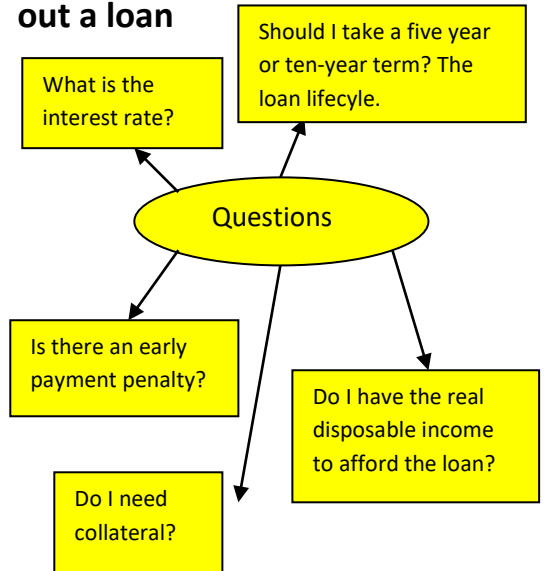 out a loan
Should I take a five year
or ten-year term? The
loan lifecyle.
What is the
interest rate?
Questions
Is there an early
payment penalty?
Do I have the real
disposable income
to afford the loan?
Do I need
collateral?